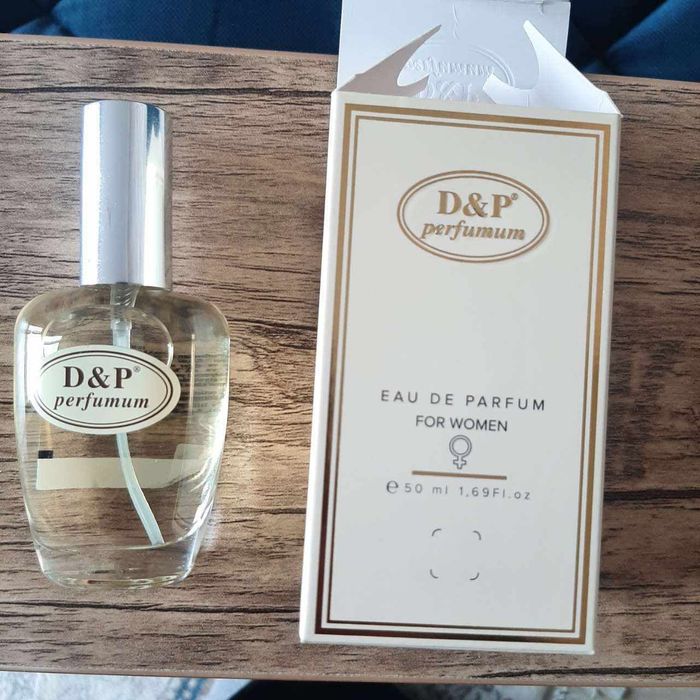 D&P®
perfumum
D&P®
perfumum
EAU DE PARFUM
FOR WOMEN
℮ 50 ml 1,69Fl.oz